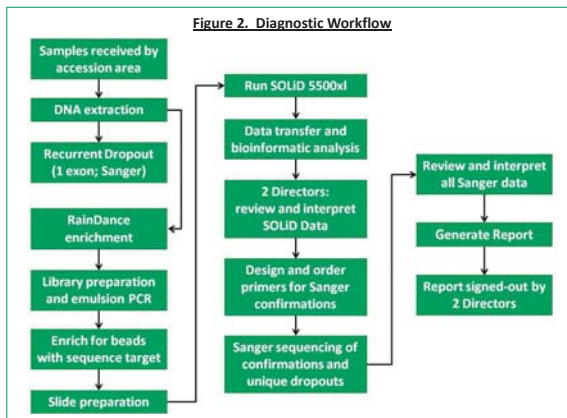 Figure 2.  Diagnostic Workflow
Samples received by
accession area
DNA extraction
Recurrent Dropout
(1 exon; Sanger)
RainDance
enrichment
Library preparation
and emulsion PCR
Enrich for beads
with sequence target
Slide preparation
Run SOLiD 5500xl
Data transfer and
bioinformatic analysis
2 Directors:
review and interpret
SOLiD Data
Design and order
primers for Sanger
confirmations
Sanger sequencing of
confirmations and
unique dropouts
Review and interpret
all Sanger data
Generate Report
Report signed-out by
2 Directors